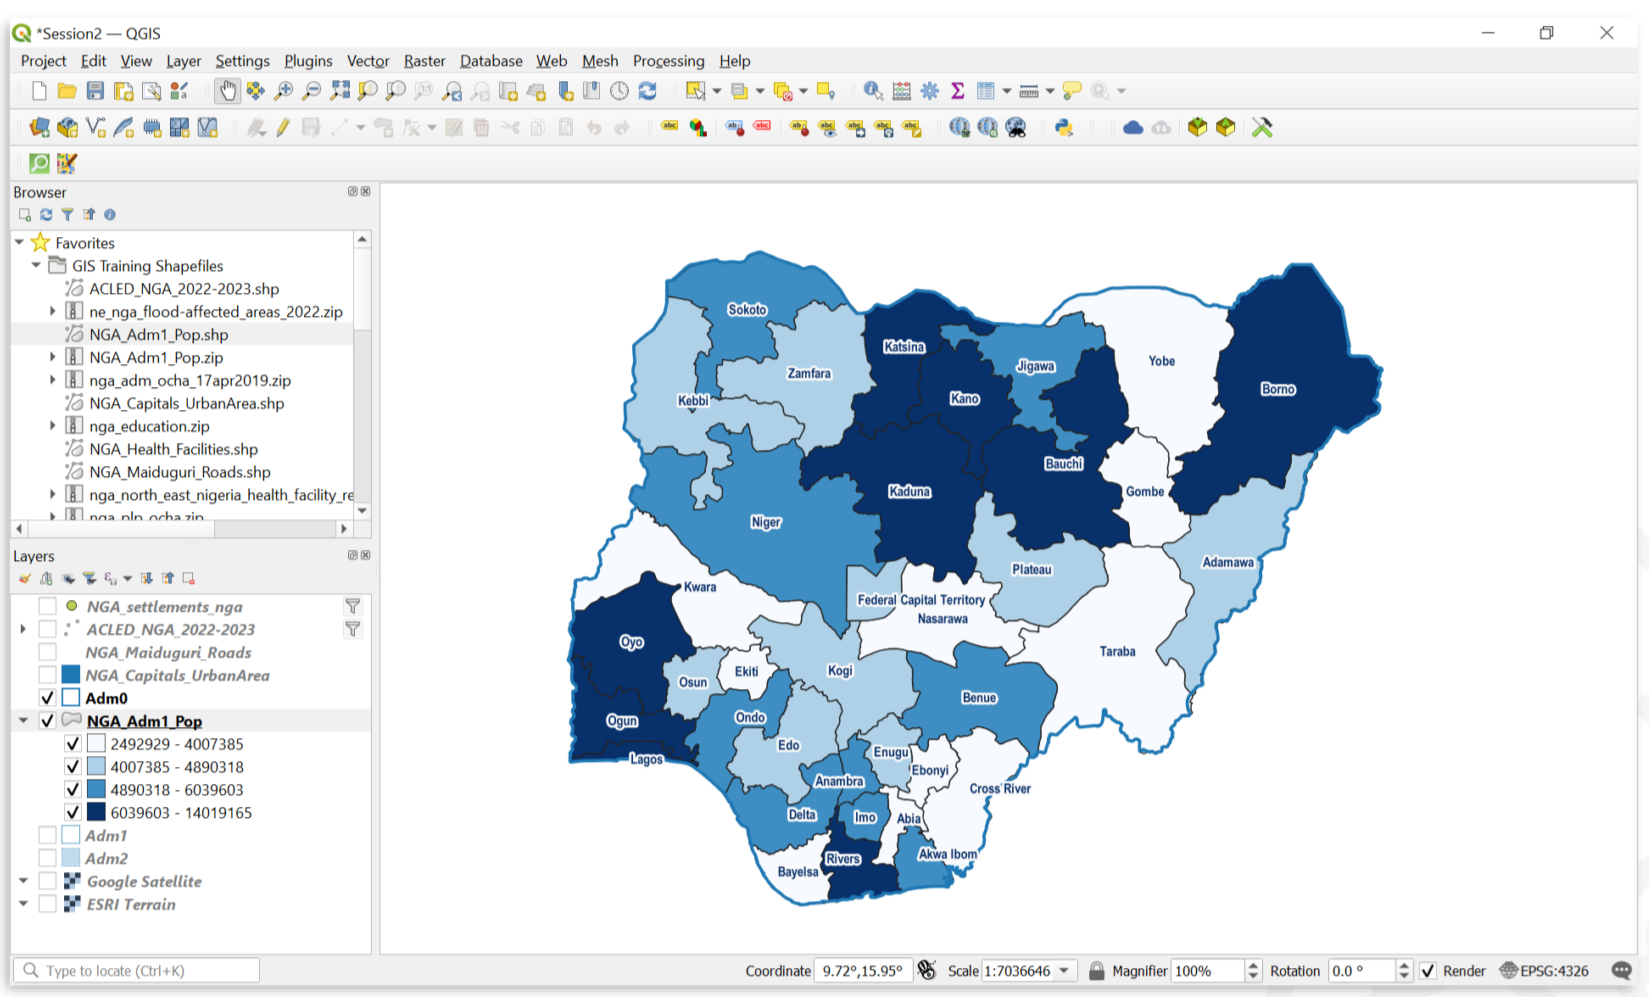 *Session2 — QGIS
Project Edit View Layer Settings Plugins Vector Raster Database Web Mesh Processing Help
Browser
Favorites
GIS Training Shapefiles
ACLED_NGA_2022-2023.shp
ne_nga_flood-affected_areas_2022.zip
NGA_Adm1_Pop.shp
NGA_Adm1_Pop.zip
nga_adm_ocha_17apr2019.zip
NGA_Capitals_UrbanArea.shp
nga_education.zip
NGA_Health_Facilities.shp
NGA_Maiduguri_Roads.shp
nga_north_east_nigeria_health_facility_re
nga_plp_ocha.zip
Layers
NGA_settlements_nga
ACLED_NGA_2022-2023
NGA_Maiduguri_Roads
NGA_Capitals_UrbanArea
Adm0
NGA_Adm1_Pop
2492929 - 4007385
4007385 - 4890318
4890318 - 6039603
6039603 - 14019165
Adm1
Adm2
Google Satellite
ESRI Terrain
Sokoto
Katsina
Yobe
Jigawa
Zamfara
Borno
Kebbi
Kano
Bauchi
Kaduna
Gombe
Niger
Adamawa
Plateau
Kwara
Federal Capital Territory
Nasarawa
Oyo
Taraba
Ekiti
Kogi
Osun
Benue
Ogun
Ondo
Edo
Enugu
Lagos
Ebonyi
Anambra
Cross River
Delta
Imo
Abia
Akwa Ibom
Rivers
Bayelsa
Type to locate (Ctrl+K)
Coordinate 9.72°,15.95° Scale 1:7036646 Magnifier 100% Rotation 0.0 ° Render EPSG:4326